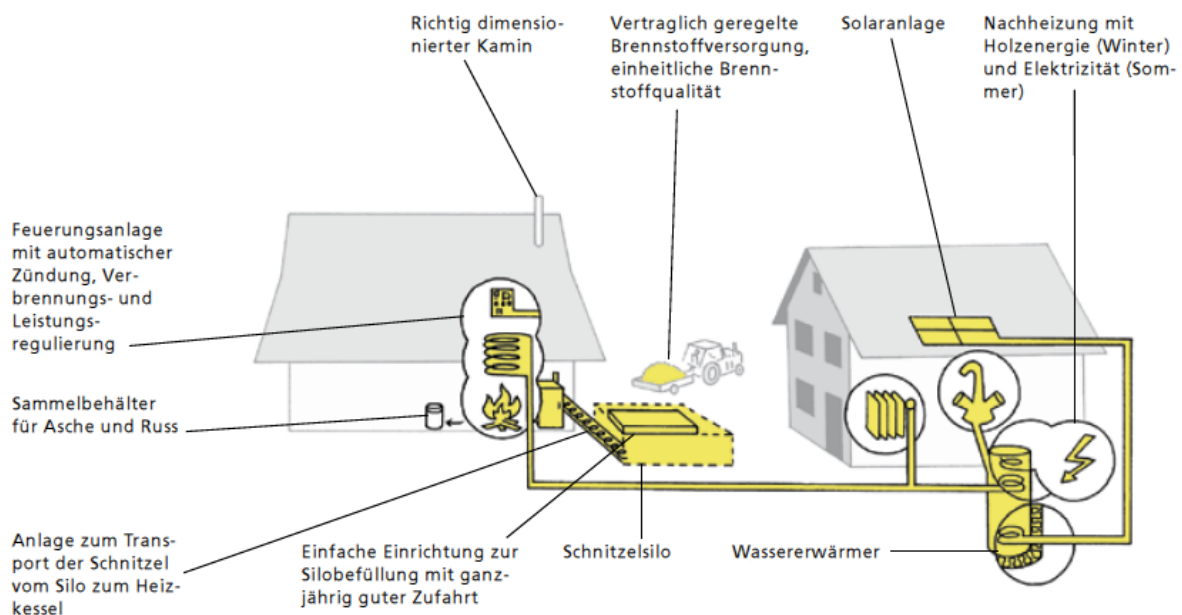 Richtig dimensio-
nierter Kamin
Vertraglich geregelte
Brennstoffversorgung,
einheitliche Brenn-
stoffqualität
Solaranlage
Nachheizung mit
Holzenergie (Winter)
und Elektrizität (Som-
mer)
Feuerungsanlage
mit automatischer
Zündung, Ver-
brennungs- und
Leistungs-
regulierung
Sammelbehälter
für Asche und Russ
Anlage zum Trans-
port der Schnitzel
vom Silo zum Heiz-
kessel
Einfache Einrichtung zur
Silobefüllung mit ganz-
jährig guter Zufahrt
Schnitzelsilo
Wassererwärmer